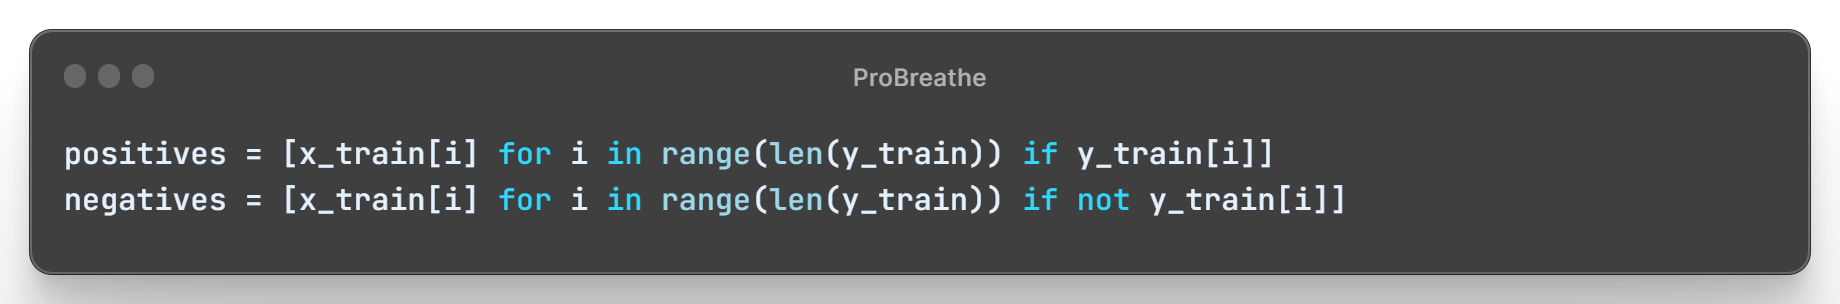 ProBreathe
positives = [x_train[i] for i in range(len(y_train)) if y_train[i]]
negatives = [x_train[i] for i in range(len(y_train)) if not y_train[i]]